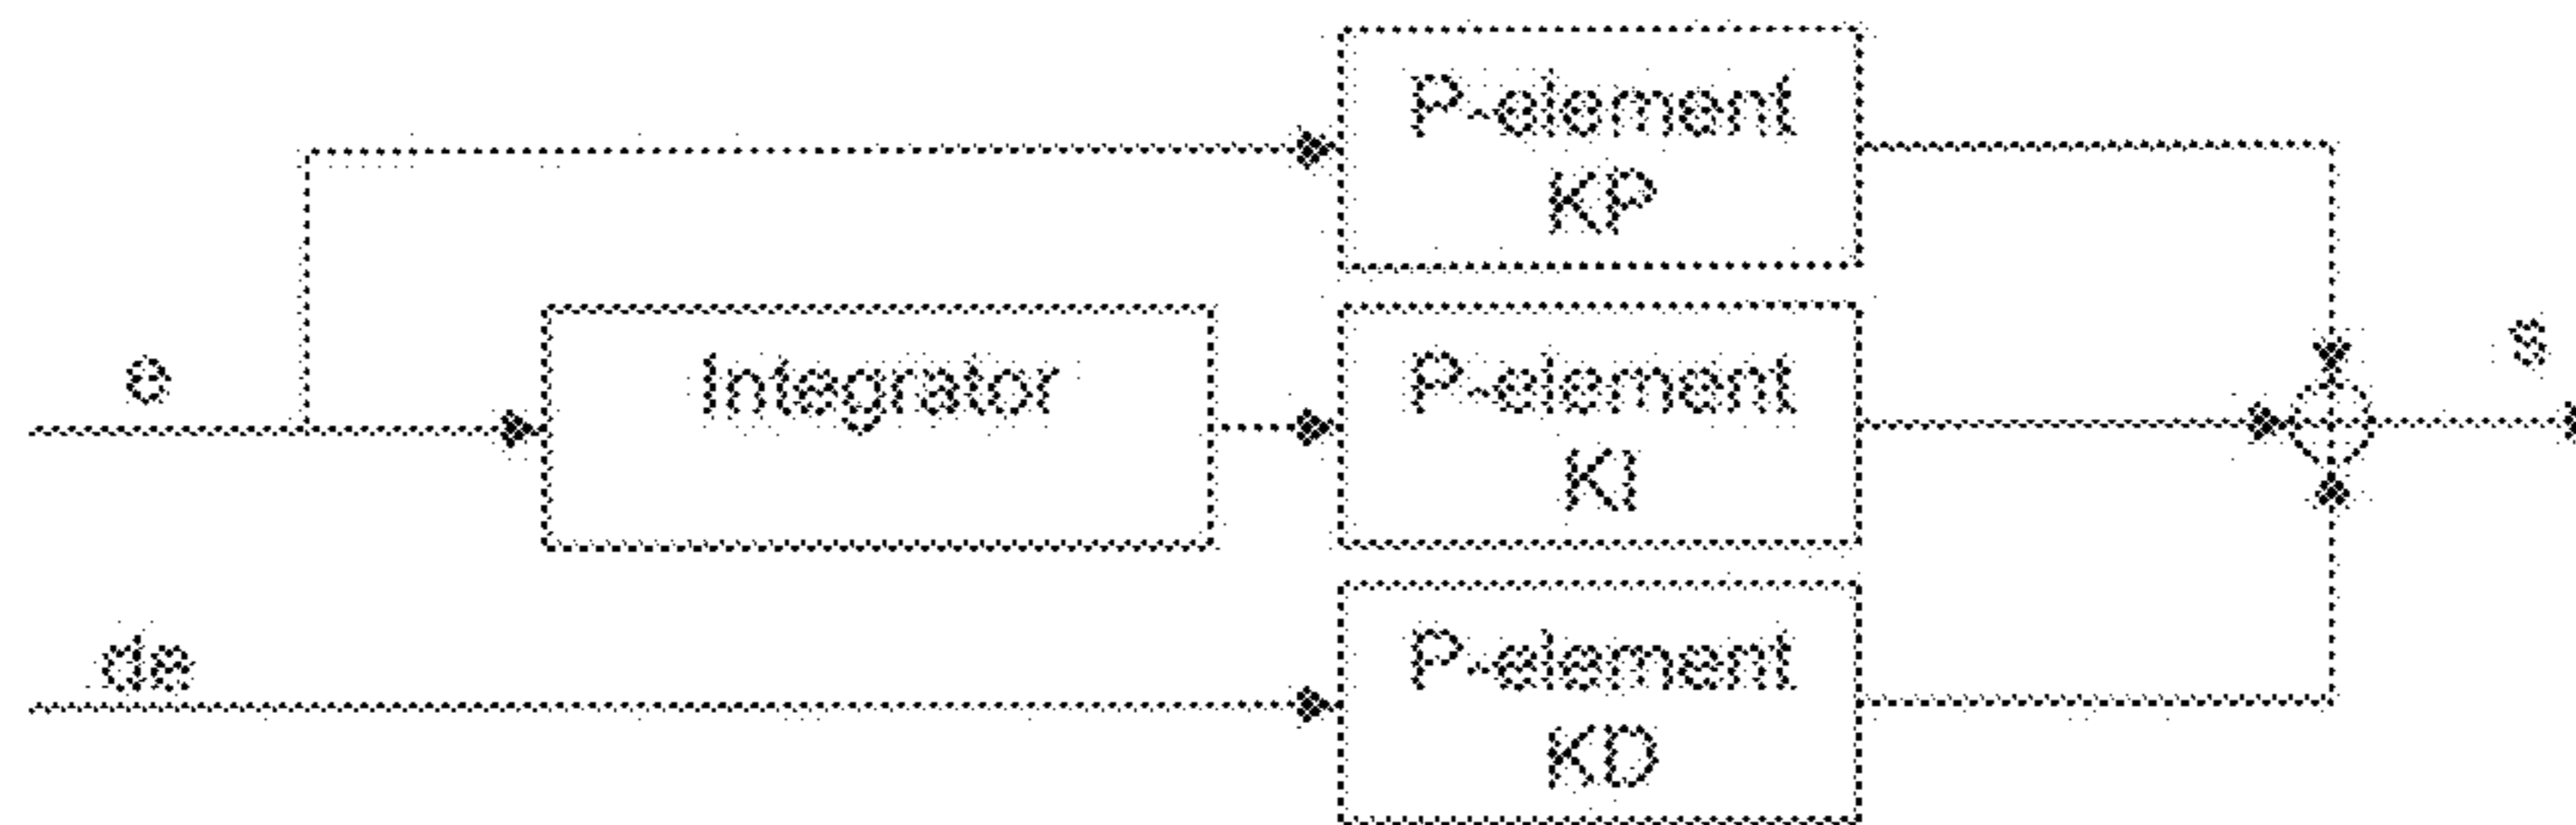 P-element
KP
e
Integrator
P-element
KI
s
de
P-element
KD